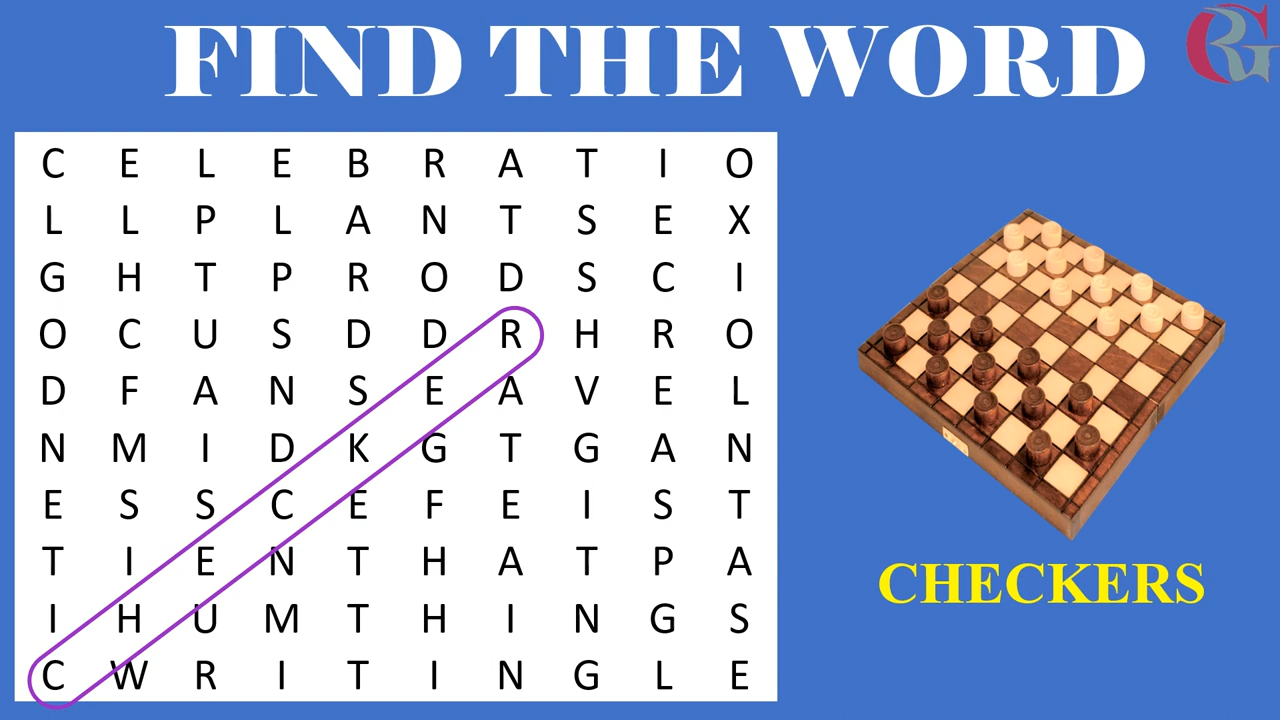 FIND THE WORD
C E L E B R A T I O
L L P L A N T S E X
G H T P R O D S C I
O C U S D D R H R O
D F A N S E A V E L
N M I D K G T G A N
E S S C E F E I S T
T I E N T H A T P A
I H U M T H I N G S
C W R I T I N G L E
CHECKERS